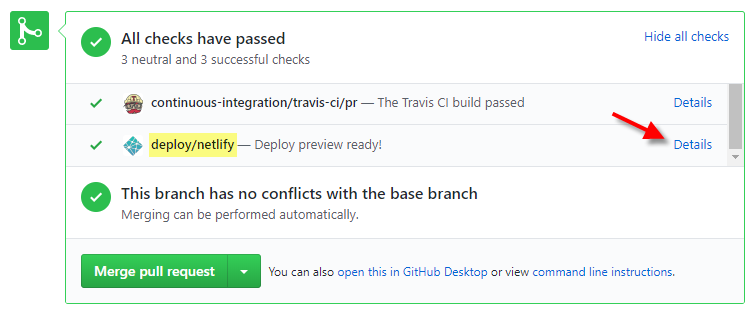 All checks have passed
Hide all checks
3 neutral and 3 successful checks
continuous-integration/travis-ci/pr — The Travis CI build passed
Details
deploy/netlify — Deploy preview ready!
Details
This branch has no conflicts with the base branch
Merging can be performed automatically.
Merge pull request
You can also open this in GitHub Desktop or view command line instructions.